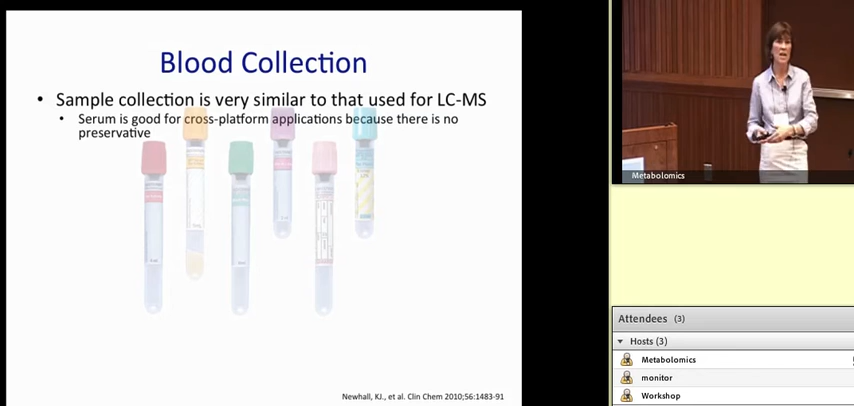 Blood Collection
• Sample collection is very similar to that used for LC-MS
• Serum is good for cross-platform applications because there is no
preservative
Newhall, KJ., et al. Clin Chem 2010;56:1483-91
Metabolomics
Attendees (3)
Hosts (3)
Metabolomics
monitor
Workshop